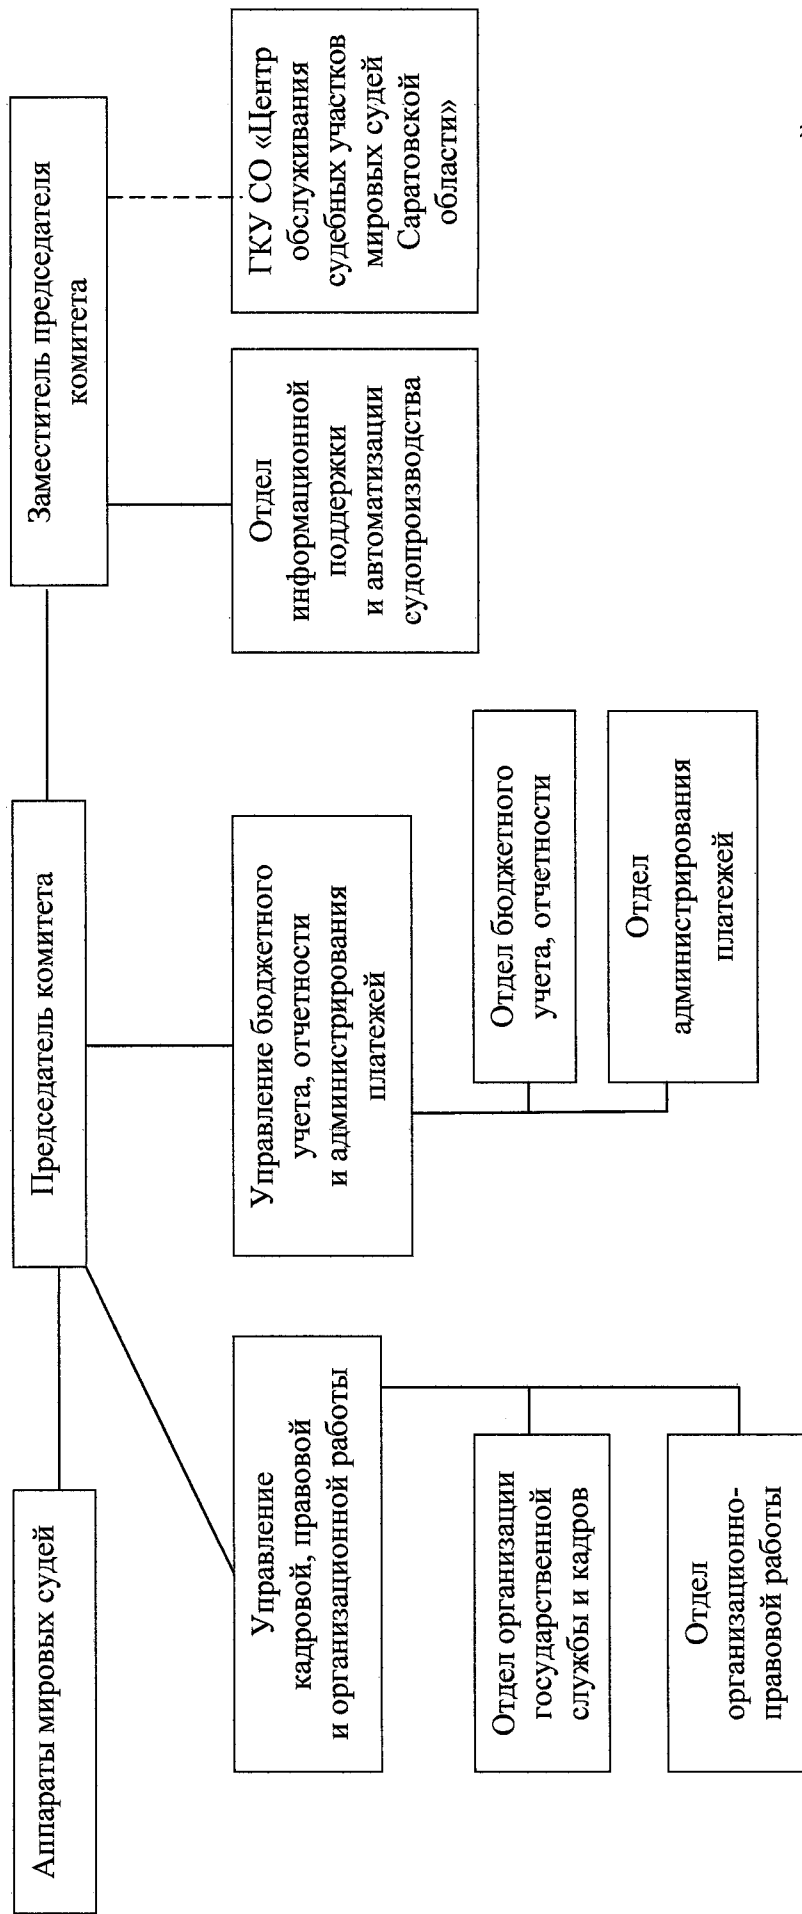 Аппараты мировых судей
Председатель комитета
Заместитель председателя
комитета
Управление
кадровой, правовой
и организационной работы
Управление бюджетного
учета, отчетности
и администрирования
платежей
Отдел
информационной
поддержки
и автоматизации
судопроизводства
ГКУ СО «Центр
обслуживания
судебных участков
мировых судей
Саратовской
области»
Отдел организации
государственной
службы и кадров
Отдел бюджетного
учета, отчетности
Отдел
организационно-
правовой работы
Отдел
администрирования
платежей
»